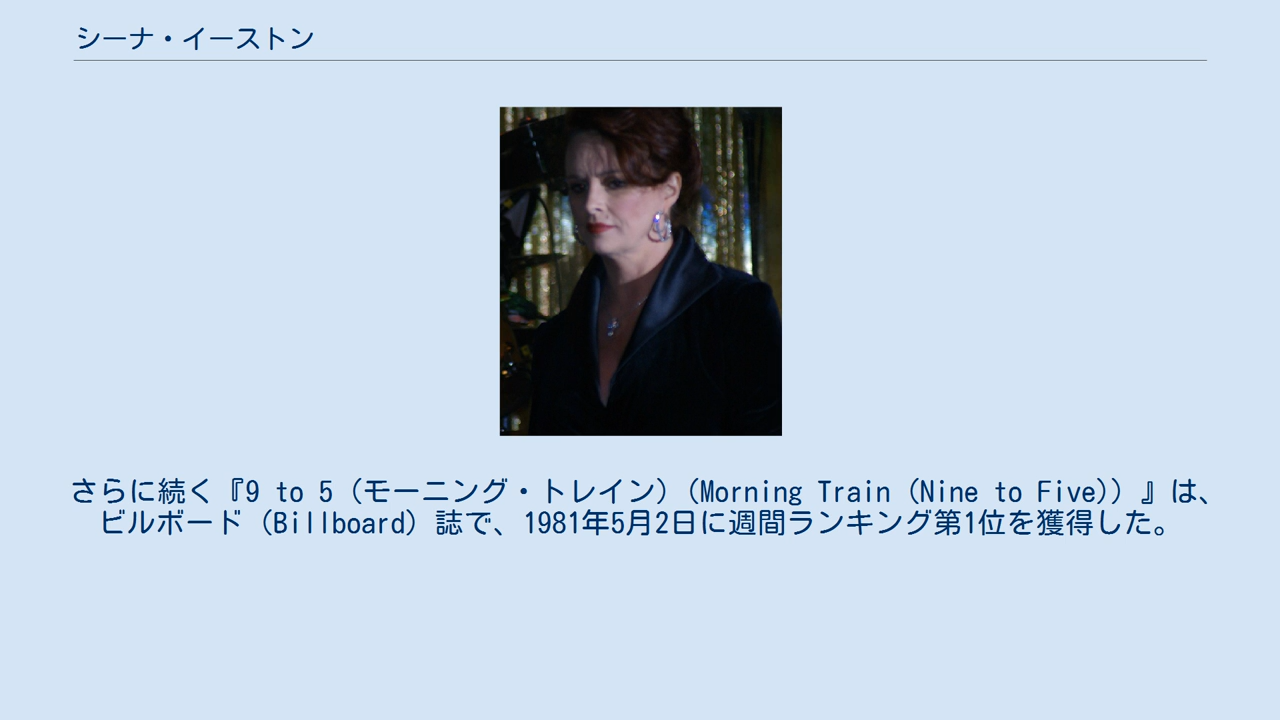 シーナ・イーストン
さらに続く『9 to 5（モーニング・トレイン）（Morning Train（Nine to Five））』は、
ビルボード（Billboard）誌で、1981年5月2日に週間ランキング第1位を獲得した。